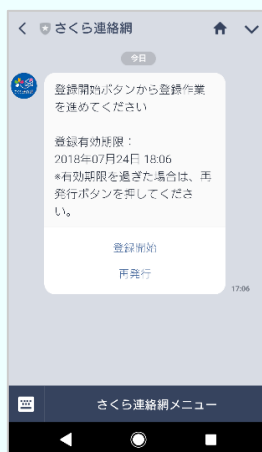 さくら連絡網
今日
登録開始ボタンから登録作業
を進めてください
登録有効期限：
2018年07月24日 18:06
※有効期限を過ぎた場合は、再
発行ボタンを押してくださ
い。
登録開始
再発行
17:06
さくら連絡網メニュー